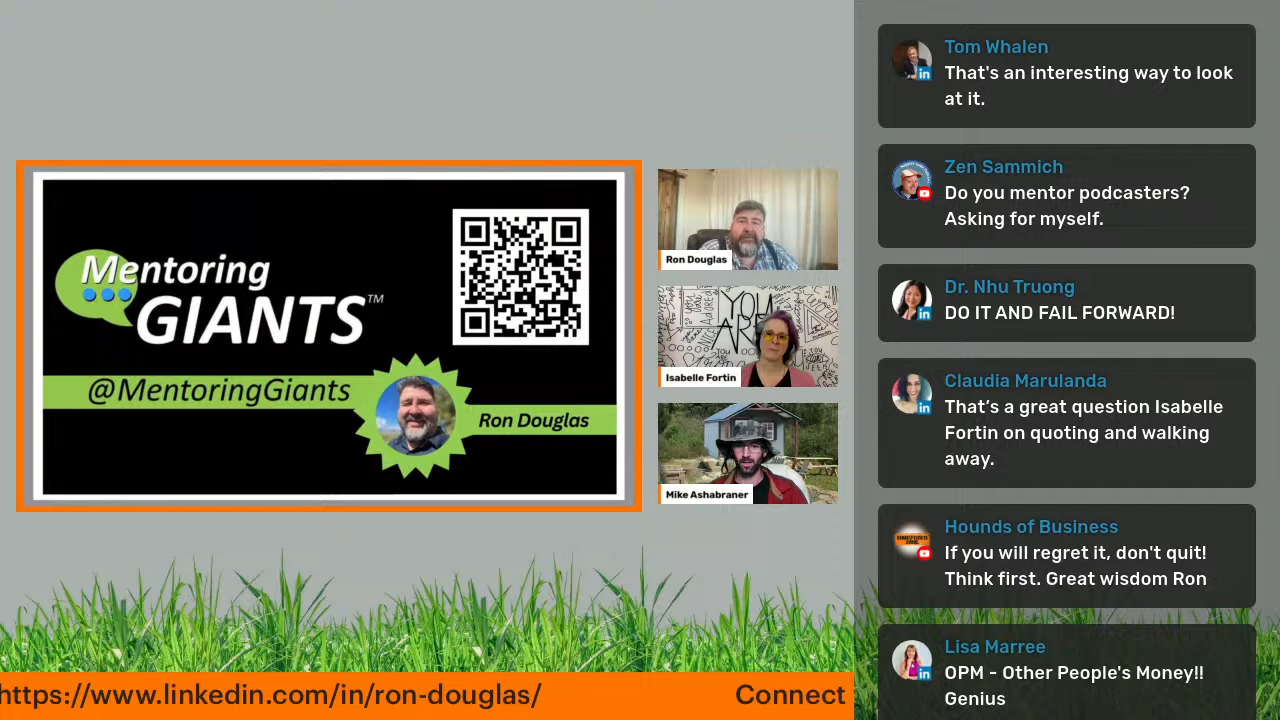 Mentoring
GIANTS™
@MentoringGiants
Ron Douglas
Ron Douglas
YOU
ARE
Isabelle Fortin
Mike Ashabraner
https://www.linkedin.com/in/ron-douglas/
Connect
Tom Whalen
That's an interesting way to look
at it.
Zen Sammich
Do you mentor podcasters?
Asking for myself.
Dr. Nhu Truong
DO IT AND FAIL FORWARD!
Claudia Marulanda
That’s a great question Isabelle
Fortin on quoting and walking
away.
Hounds of Business
If you will regret it, don't quit!
Think first. Great wisdom Ron
Lisa Marree
OPM - Other People's Money!!
Genius